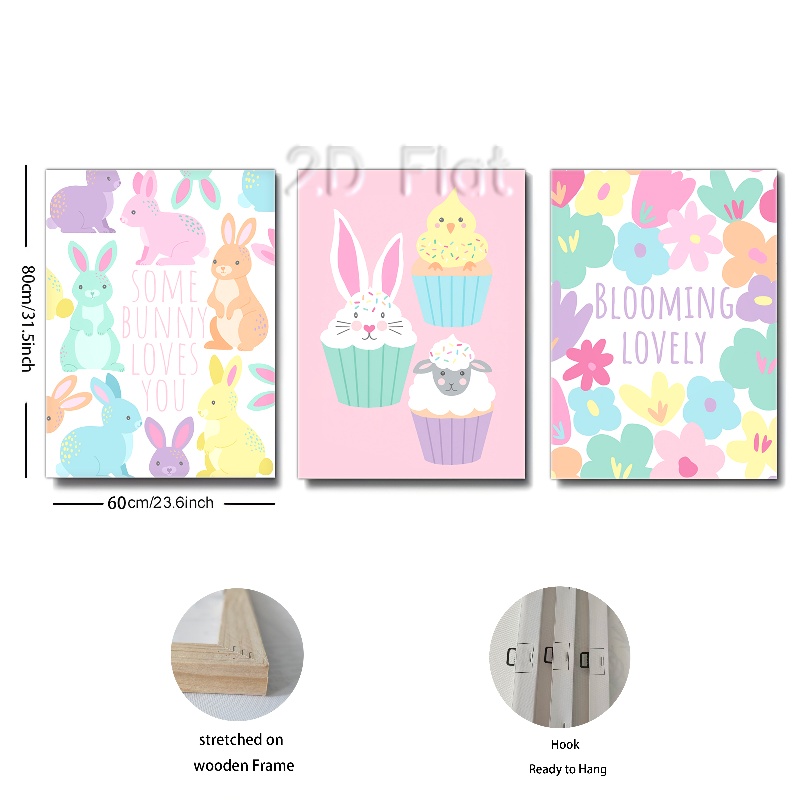 2D Flat
SOME
BUNNY
LOVES
YOU
BLOOMING
LOVELY
80cm/31.5inch
60cm/23.6inch
stretched on
wooden Frame
Hook
Ready to Hang